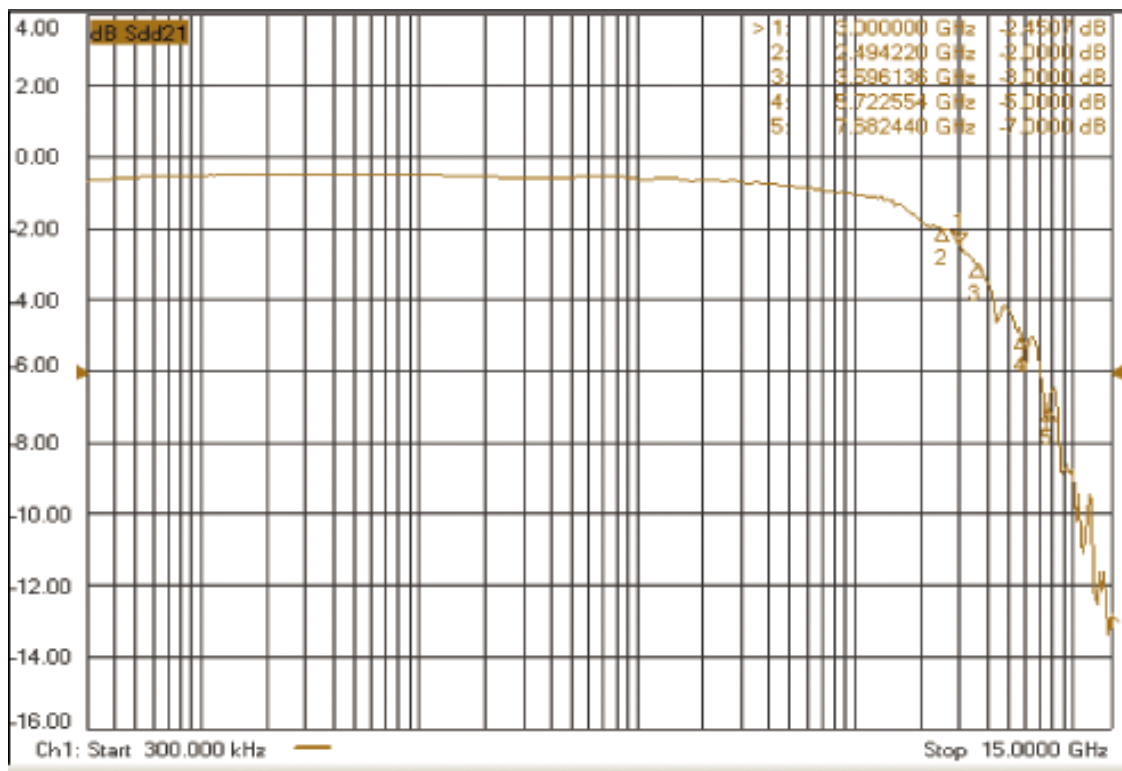 4.00
dB Sdd21
> 1: 3.000000 GHz -2.4507 dB
2: 2.494220 GHz -2.0000 dB
3: 3.596136 GHz -3.0000 dB
4: 5.722554 GHz -5.0000 dB
5: GHz -7.0000 dB
2.00
0.00
-2.00
1
2
3
-4.00
-6.00
4
-8.00
5
-10.00
-12.00
-14.00
-16.00
Ch1: Start 300.000 kHz
Stop 15.0000 GHz